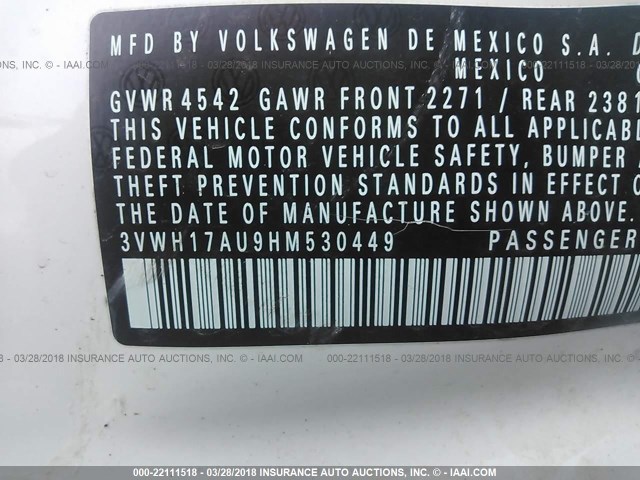 MFD BY VOLKSWAGEN DE MEXICO S.A.
MEXICO
GVWR 4542 GAWR FRONT 2271 / REAR 2381
THIS VEHICLE CONFORMS TO ALL APPLICABL
FEDERAL MOTOR VEHICLE SAFETY, BUMPER
THEFT PREVENTION STANDARDS IN EFFECT
THE DATE OF MANUFACTURE SHOWN ABOVE.
3VWH17AU9HM530449 PASSENGER
000-22111518 - 03/28/2018 INSURANCE AUTO AUCTIONS, INC. © - IAAI.COM